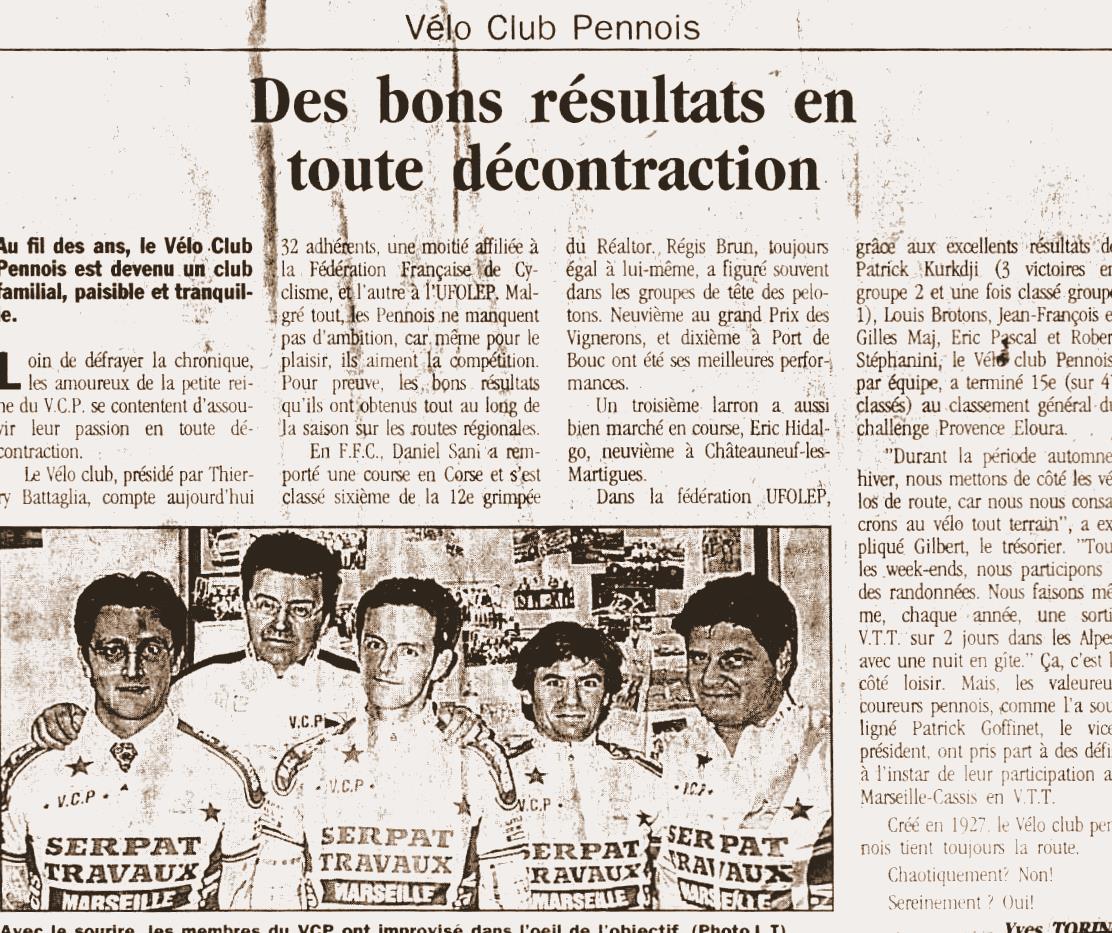 Vélo Club Pennois
Des bons résultats en
toute décontraction
Au fil des ans, le Vélo Club
Pennois est devenu un club
familial, paisible et tranquil-
e.
Loin de défrayer la chronique,
les amoureux de la petite rei-
ne du V.C.P. se contentent d'assou-
vir leur passion en toute dé-
contraction.
Le Vélo club, présidé par Thier-
ry Battaglia, compte aujourd'hui
32 adhérents, une moitié affiliée à
la Fédération Française de Cy-
clisme, et l'autre à l'UFOLEP. Mal-
gré tout, les Pennois ne manquent
pas d'ambition, car même pour le
plaisir, ils aiment la compétition.
Pour preuve, les bons résultats
qu'ils ont obtenus tout au long de
la saison sur les routes régionales.
En F.F.C., Daniel Sani a rem-
porté une course en Corse et s'est
classé sixième de la 12e grimpée
du Réaltor. Régis Brun, toujours
égal à lui-même, a figuré souvent
dans les groupes de tête des pelo-
tons. Neuvième au grand Prix des
Vignerons, et dixième à Port de
Bouc ont été ses meilleures perfor-
mances.
Un troisième larron a aussi
bien marché en course, Eric Hidal-
go, neuvième à Châteauneuf-les-
Martigues.
Dans la fédération UFOLEP,
grâce aux excellents résultats de
Patrick Kurkdji (3 victoires en
groupe 2 et une fois classé groupe
1), Louis Brotons, Jean-François e
Gilles Maj, Eric Pascal et Rober
Stéphanini, le Vélo club Pennois
par équipe, a terminé 15e (sur 47
classés) au classement général du
challenge Provence Eloura.
"Durant la période automne
hiver, nous mettons de côté les vé
los de route, car nous nous consa
crons au vélo tout terrain", a ex
pliqué Gilbert, le trésorier. "Tou
les week-ends, nous participons
des randonnées. Nous faisons mê
me, chaque année, une sorti
V.T.T. sur 2 jours dans les Alpe
avec une nuit en gîte." Ça, c'est l
côté loisir. Mais, les valeureu
coureurs pennois, comme l'a sou
ligné Patrick Goffinet, le vice
président, ont pris part à des défi
à l'instar de leur participation a
Marseille-Cassis en V.T.T.
Créé en 1927, le Vélo club pen
nois tient toujours la route.
Chaotiquement? Non!
Sereinement ? Oui!
Yves TORIN
V.C.P
V.C.P
V.C.P
V.C.P
V.C.P
SERPAT
TRAVAUX
MARSEILLE
SERPAT
TRAVAUX
MARSEILLE
SERPAT
TRAVAUX
MARSEILLE
SERPAT
TRAVAUX
MARSEILLE
Avec le sourire, les membres du VCP ont improvisé dans l'oeil de l'objectif. (Photo L.T)